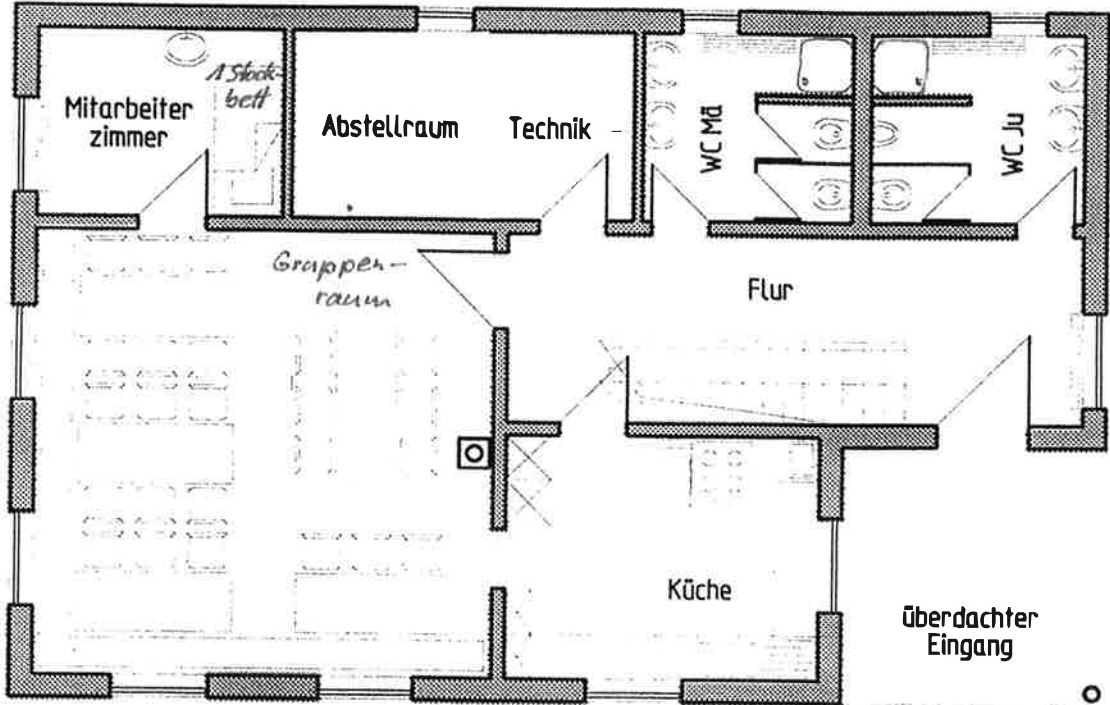 Mitarbeiter
zimmer
1 Stock-
bett
Abstellraum
Technik
WC Mä
WC Ju
Gruppen-
raum
Flur
Küche
überdachter
Eingang